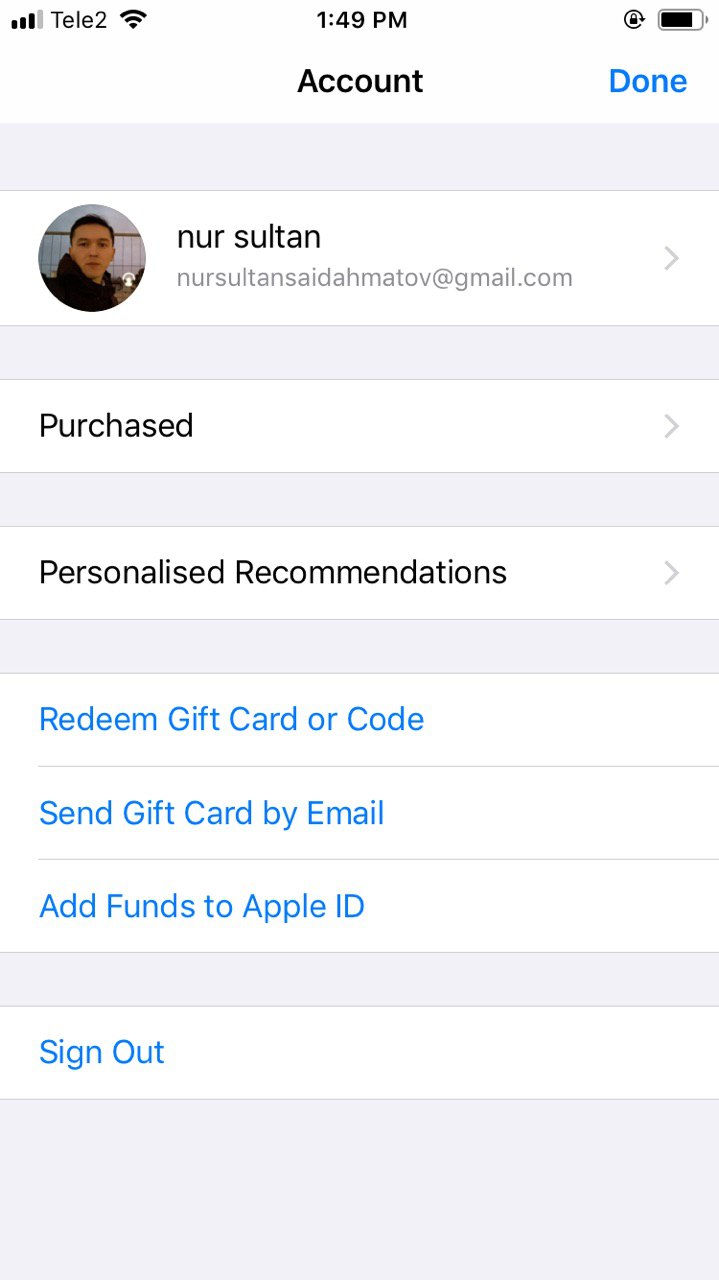 Tele2 1:49 PM
Account Done
nur sultan
nursultansaidahmatov@gmail.com
Purchased
Personalised Recommendations
Redeem Gift Card or Code
Send Gift Card by Email
Add Funds to Apple ID
Sign Out